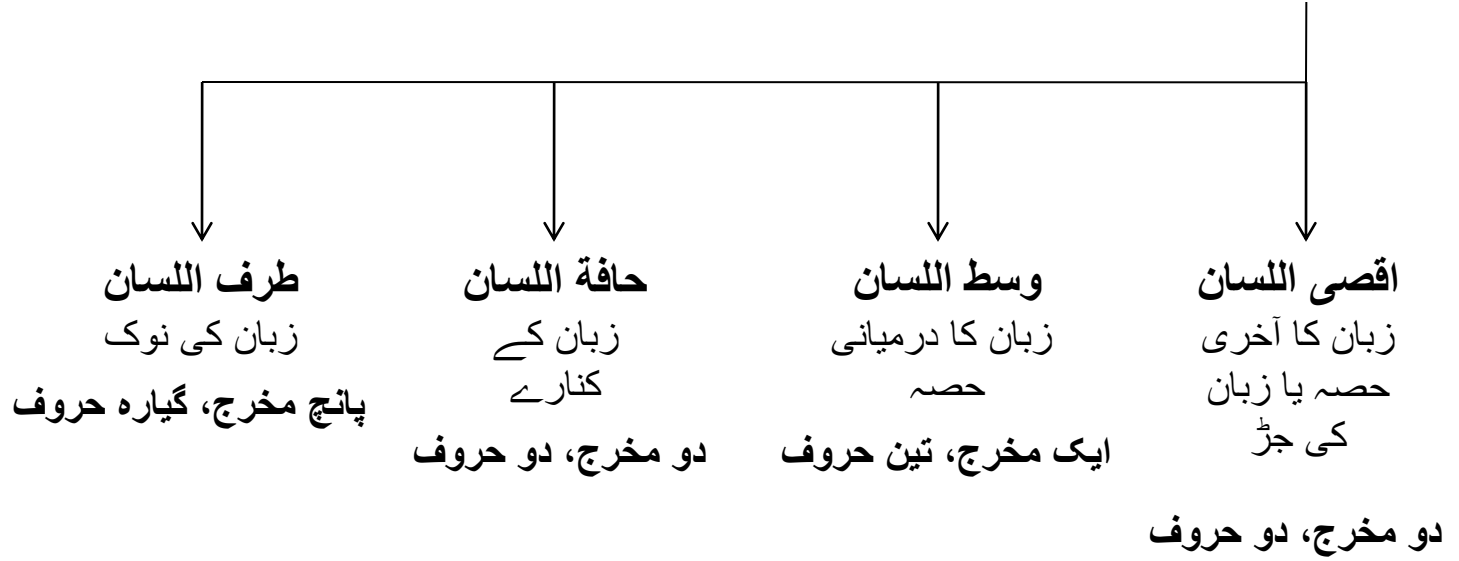 اقصی اللسان
زبان کا آخری
حصہ یا زبان
کی جڑ
دو مخرج، دو حروف
وسط اللسان
زبان کا درمیانی
حصہ
ایک مخرج، تین حروف
حافة اللسان
زبان کے
کنارے
دو مخرج، دو حروف
طرف اللسان
زبان کی نوک
پانچ مخرج، گیارہ حروف